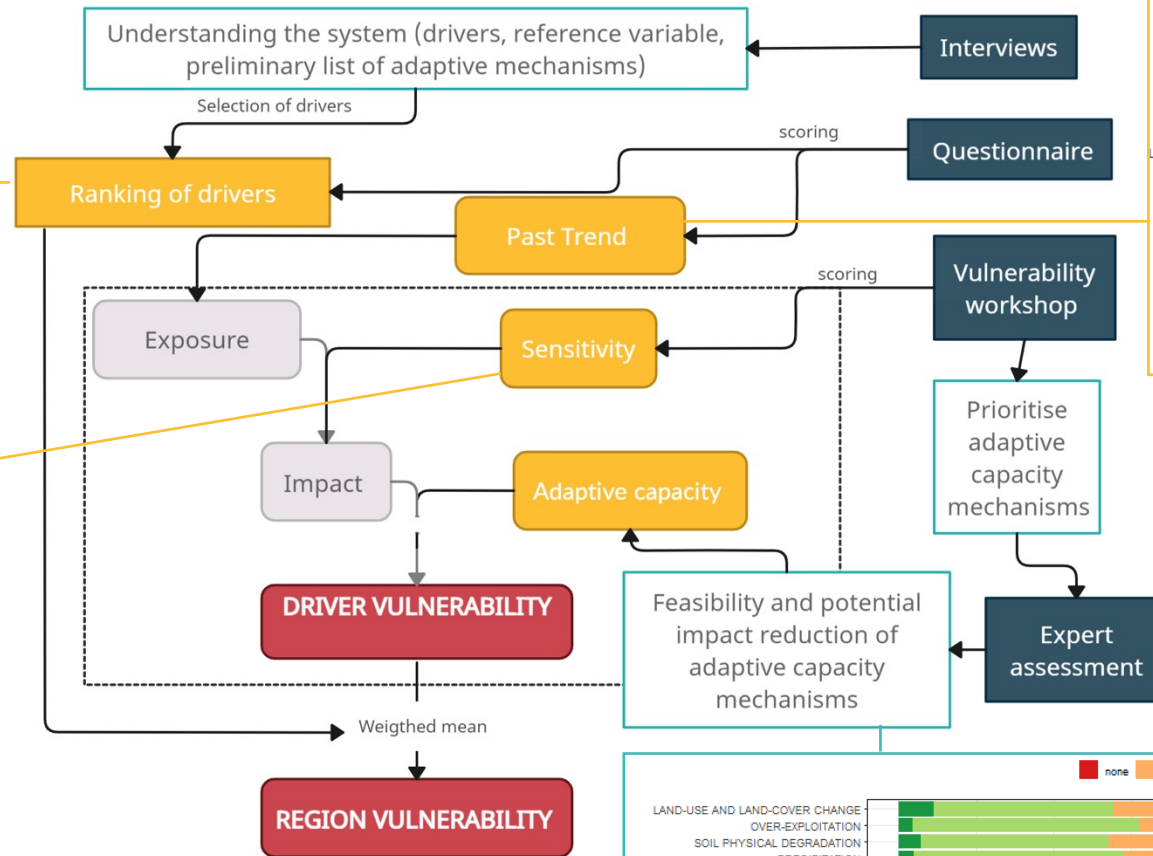 Understanding the system (drivers, reference variable,
preliminary list of adaptive mechanisms)
Interviews
Selection of drivers
scoring
Questionnaire
Ranking of drivers
Past Trend
scoring
Vulnerability
workshop
Exposure
Sensitivity
Prioritise
adaptive
capacity
mechanisms
Impact
Adaptive capacity
DRIVER VULNERABILITY
Feasibility and potential
impact reduction of
adaptive capacity
mechanisms
Expert
assessment
Weigthed mean
REGION VULNERABILITY
none
LAND-USE AND LAND-COVER CHANGE
OVER-EXPLOITATION
SOIL PHYSICAL DEGRADATION